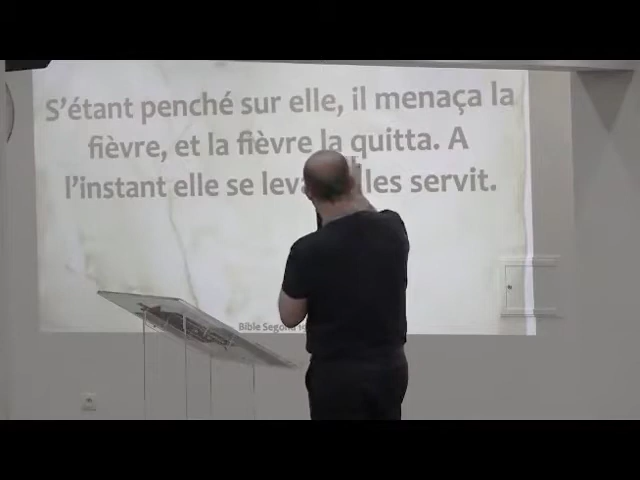 S'étant penché sur elle, il menaça la
fièvre, et la fièvre la quitta. A
l'instant elle se les servit.
Bible Segond